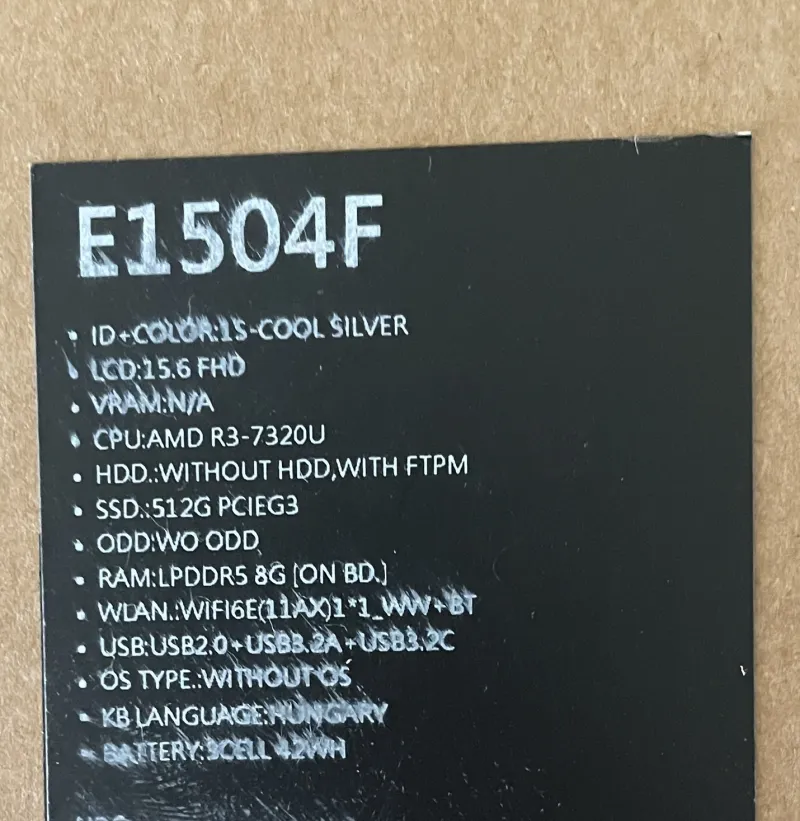 E1504F
• ID+COLOR:1S-COOL SILVER
• LCD:15.6 FHD
• VRAM:N/A
• CPU:AMD R3-7320U
• HDD.:WITHOUT HDD,WITH FTPM
• SSD.:512G PCIEG3
• ODD:WO ODD
• RAM:LPDDR5 8G [ON BD.]
• WLAN.:WIFI6E(11AX)1*1_WW+BT
• USB:USB2.0+USB3.2A+USB3.2C
• OS TYPE.:WITHOUT OS
• KB LANGUAGE:HUNGARY
• BATTERY:3CELL 42WH